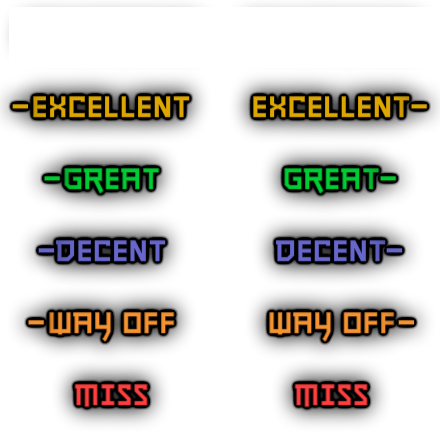 -EXCELLENT EXCELLENT-
-GREAT GREAT-
-DECENT DECENT-
-WAY OFF WAY OFF-
MISS MISS